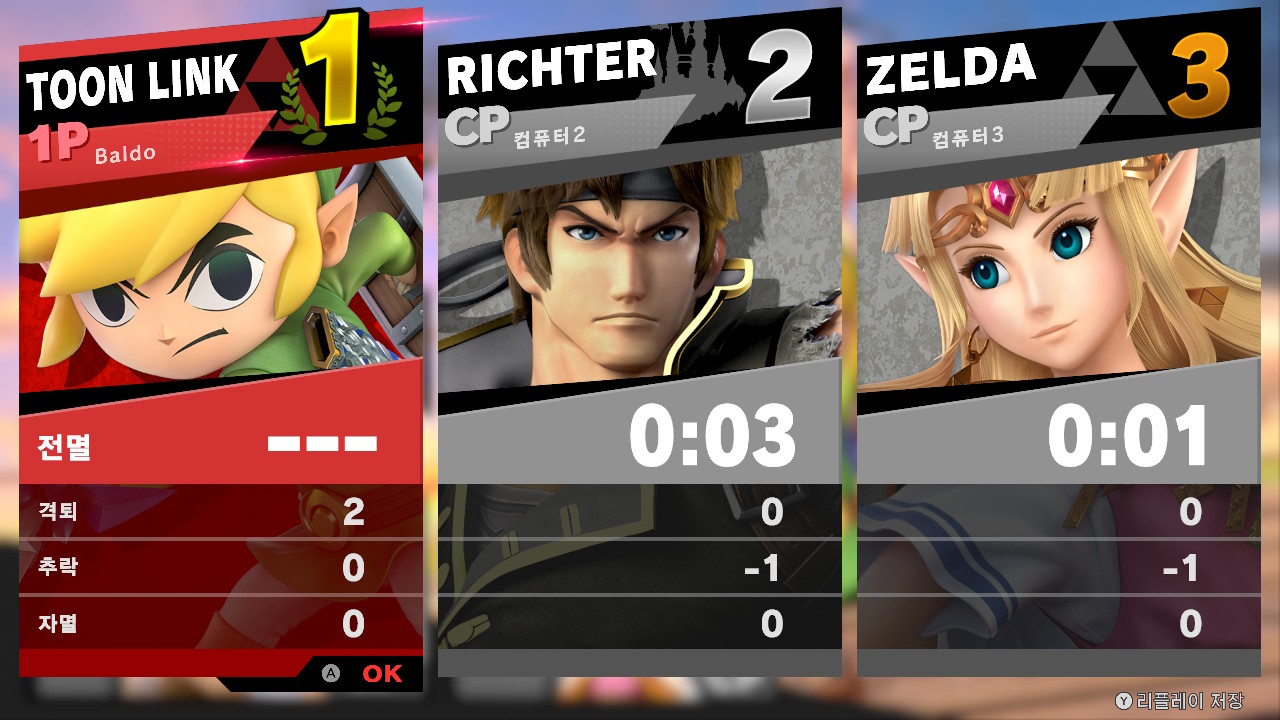 TOON LINK
1
1P Baldo
전멸 ---
격퇴 2
추락 0
자멸 0
A OK
RICHTER
2
CP 컴퓨터2
0:03
0
-1
0
ZELDA
3
CP 컴퓨터3
0:01
0
-1
0
Y 리플레이 저장